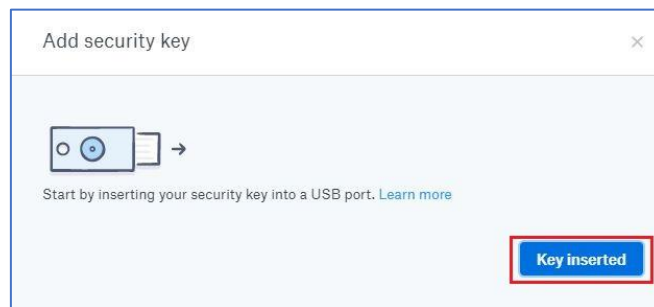 Add security key
Start by inserting your security key into a USB port. Learn more
Key inserted